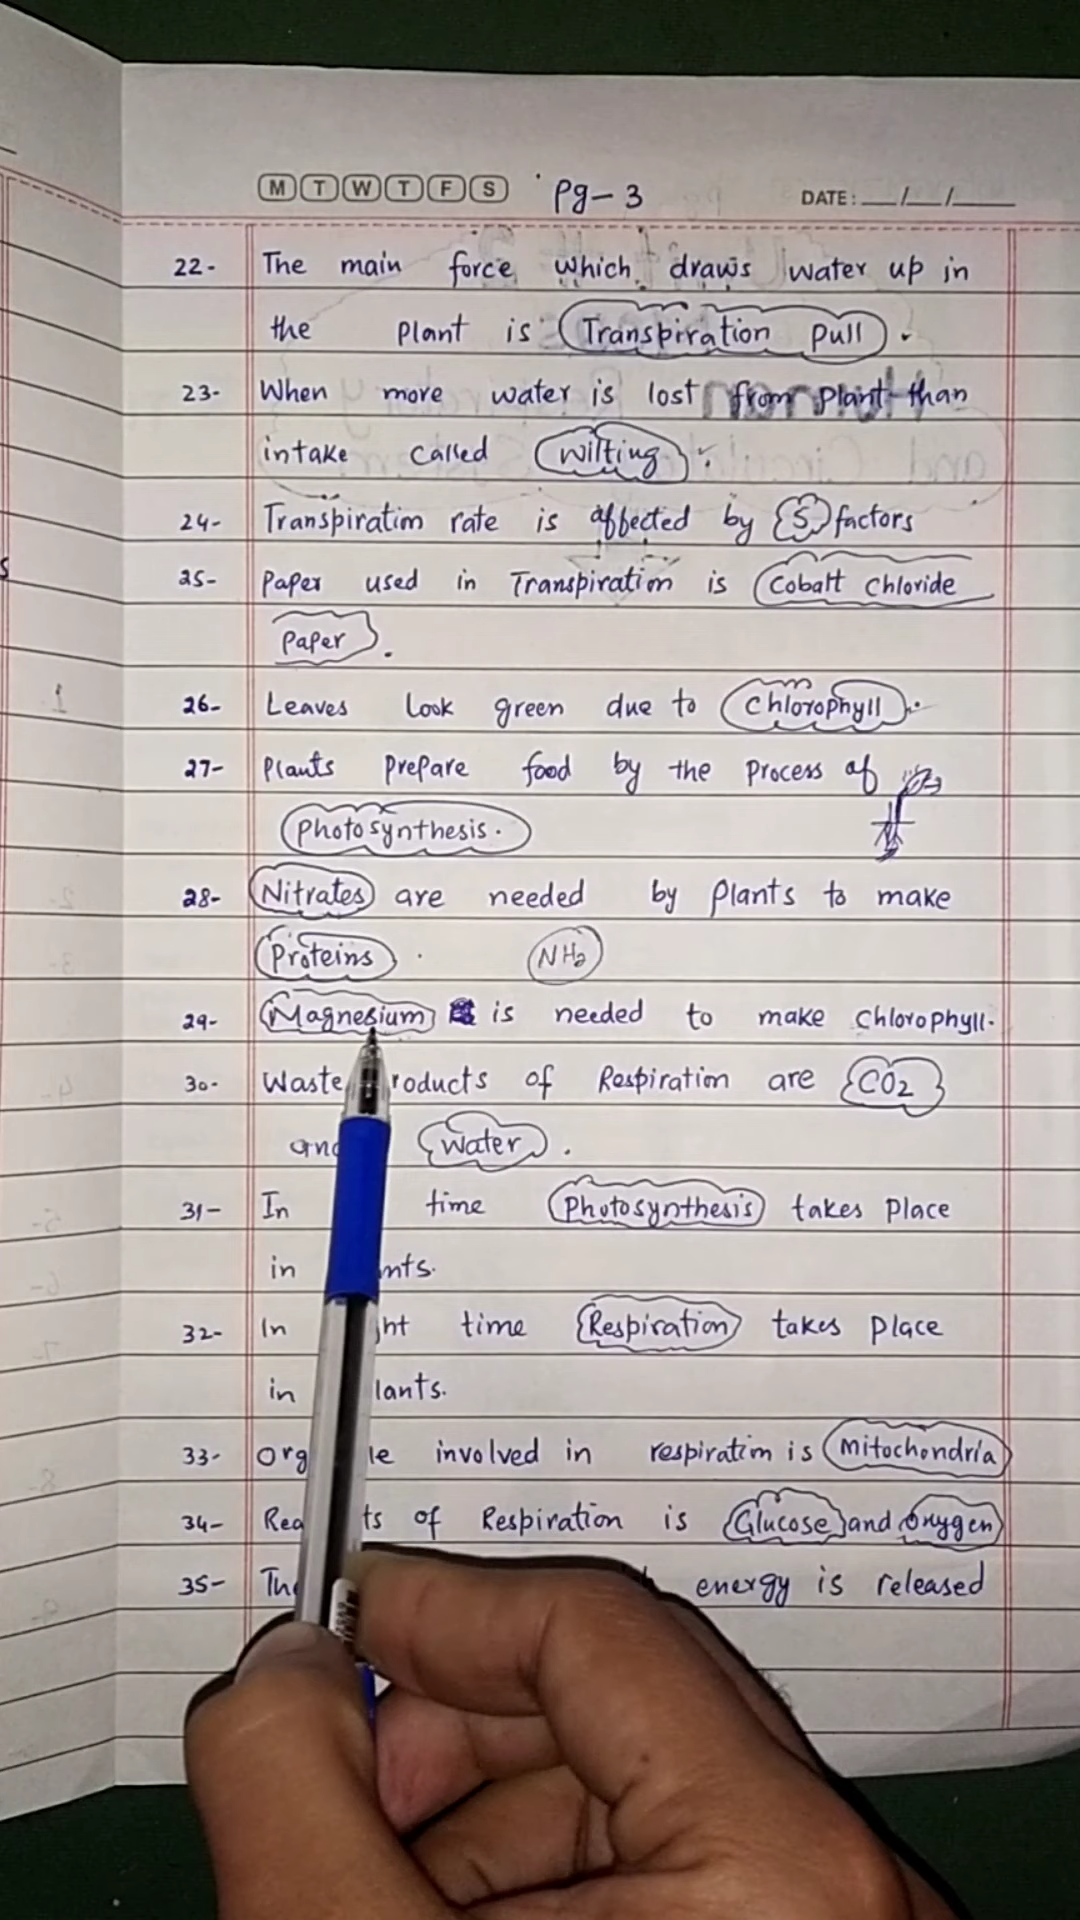 M T W T F S Pg-3 DATE: __/__/____
22- The main force which draws water up in
the Plant is Transpiration Pull.
23- When more water is lost from plant than
intake called wilting.
24- Transpiration rate is affected by 5 factors
25- Paper used in Transpiration is Cobalt Chloride
Paper.
26- Leaves look green due to Chlorophyll.
27- Plants Prepare food by the Process of
Photosynthesis.
28- Nitrates are needed by Plants to make
Proteins. NH2
29- Magnesium is needed to make Chlorophyll.
30- Waste roducts of Respiration are CO2
and Water.
31- In time Photosynthesis takes Place
in nts.
32- In ht time Respiration takes Place
in lants.
33- Org le involved in respiration is Mitochondria
34- Rea ts of Respiration is Glucose and Oxygen
35- The energy is released